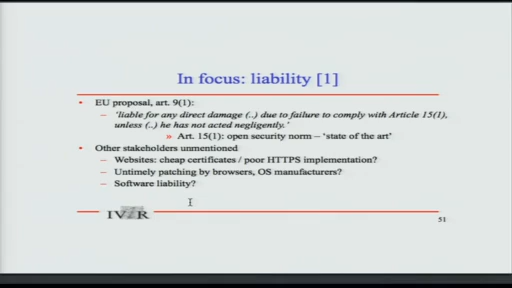 In focus: liability [1]
• EU proposal, art. 9(1):
– 'liable for any direct damage (..) due to failure to comply with Article 15(1),
unless (..) he has not acted negligently.'
» Art. 15(1): open security norm – 'state of the art'
• Other stakeholders unmentioned
– Websites: cheap certificates / poor HTTPS implementation?
– Untimely patching by browsers, OS manufacturers?
– Software liability?
IViR
51